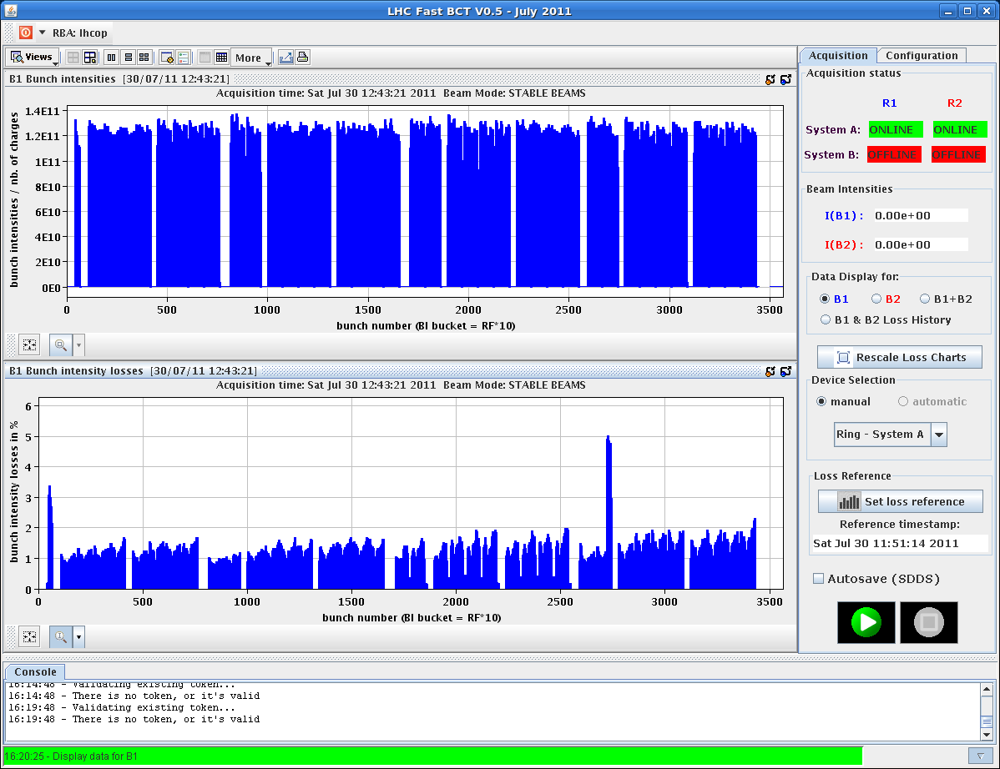 LHC Fast BCT V0.5 - July 2011
RBA: lhcop
Views
More
B1 Bunch intensities [30/07/11 12:43:21]
Acquisition time: Sat Jul 30 12:43:21 2011 Beam Mode: STABLE BEAMS
bunch intensities / nb. of charges
1.4E11
1.2E11
1E11
8E10
6E10
4E10
2E10
0E0
0 500 1000 1500 2000 2500 3000 3500
bunch number (BI bucket = RF*10)
B1 Bunch intensity losses [30/07/11 12:43:21]
Acquisition time: Sat Jul 30 12:43:21 2011 Beam Mode: STABLE BEAMS
bunch intensity losses in %
6
5
4
3
2
1
0
0 500 1000 1500 2000 2500 3000 3500
bunch number (BI bucket = RF*10)
Acquisition Configuration
Acquisition status
R1 R2
System A: ONLINE ONLINE
System B: OFFLINE OFFLINE
Beam Intensities
I(B1) : 0.00e+00
I(B2) : 0.00e+00
Data Display for:
B1 B2 B1+B2
B1 & B2 Loss History
Rescale Loss Charts
Device Selection
manual automatic
Ring - System A
Loss Reference
Set loss reference
Reference timestamp:
Sat Jul 30 11:51:14 2011
Autosave (SDDS)
Console
16:14:48 - Validating existing token...
16:14:48 - There is no token, or it's valid
16:19:48 - Validating existing token...
16:19:48 - There is no token, or it's valid
16:20:25 - Display data for B1